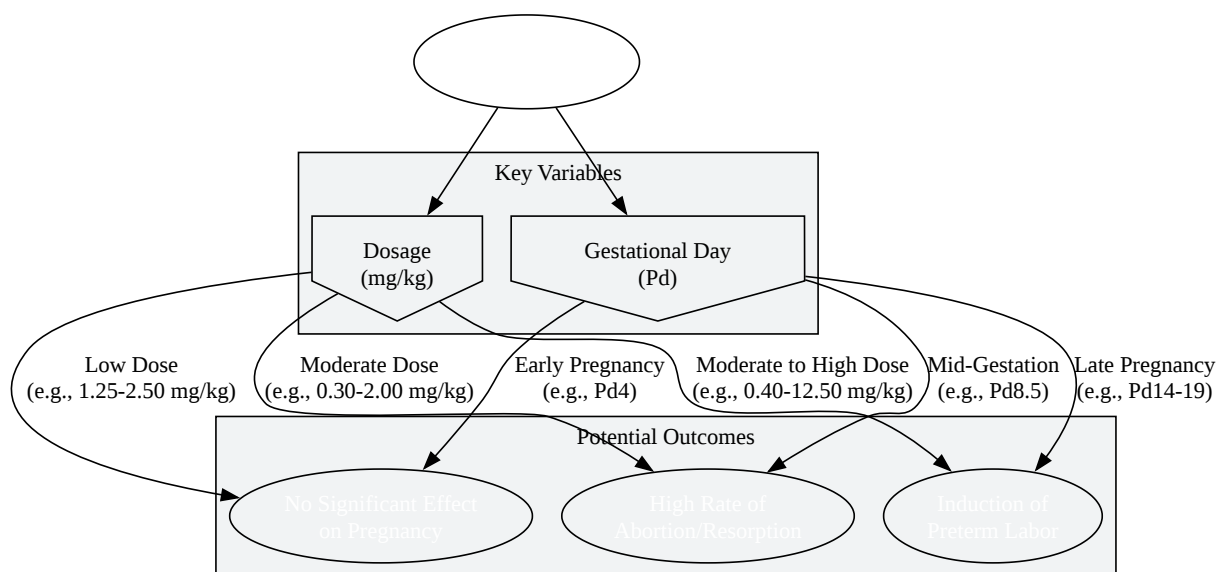 Key Variables
Dosage
(mg/kg)
Gestational Day
(Pd)
Low Dose
(e.g., 1.25-2.50 mg/kg)
Moderate Dose
(e.g., 0.30-2.00 mg/kg)
Early Pregnancy
(e.g., Pd4)
Moderate to High Dose
(e.g., 0.40-12.50 mg/kg)
Mid-Gestation
(e.g., Pd8.5)
Late Pregnancy
(e.g., Pd14-19)
Potential Outcomes
No Significant Effect
on Pregnancy
High Rate of
Abortion/Resorption
Induction of
Preterm Labor